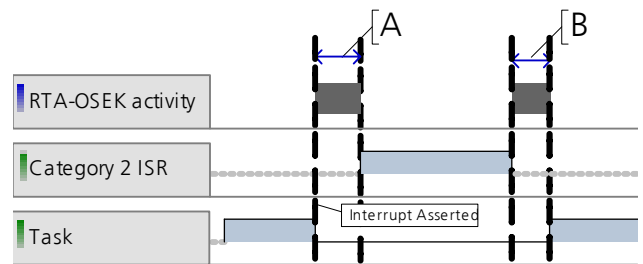 A
B
RTA-OSEK activity
Category 2 ISR
Interrupt Asserted
Task